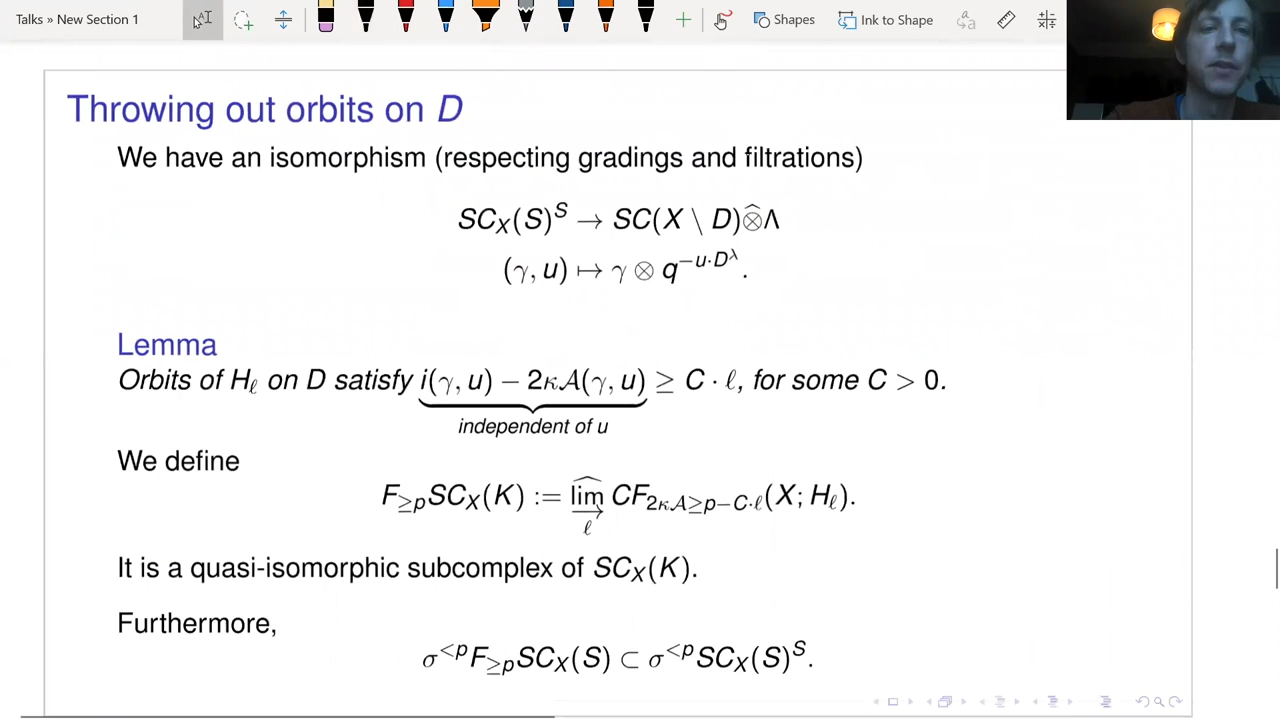 Talks » New Section 1
Shapes
Ink to Shape
Throwing out orbits on D
We have an isomorphism (respecting gradings and filtrations)
SC_X(S)^S → SC(X \ D)⊗̂Λ
(γ, u) ↦ γ ⊗ q^{−u·D^λ}.
Lemma
Orbits of H_ℓ on D satisfy i(γ, u) − 2κ𝒜(γ, u) ≥ C · ℓ, for some C > 0.
independent of u
We define
F_{≥p}SC_X(K) := \widehat{\varinjlim_ℓ} CF_{2κ𝒜≥p−C·ℓ}(X; H_ℓ).
It is a quasi-isomorphic subcomplex of SC_X(K).
Furthermore,
σ^{<p}F_{≥p}SC_X(S) ⊂ σ^{<p}SC_X(S)^S.